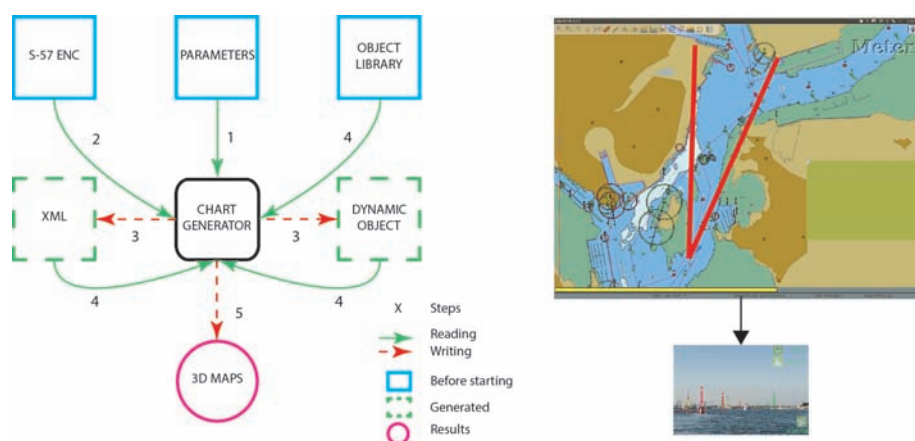 S-57 ENC
PARAMETERS
OBJECT
LIBRARY
2
1
4
XML
CHART
GENERATOR
DYNAMIC
OBJECT
3
3
4
4
5
X Steps
Reading
Writing
3D MAPS
Before starting
Generated
Results
Meter